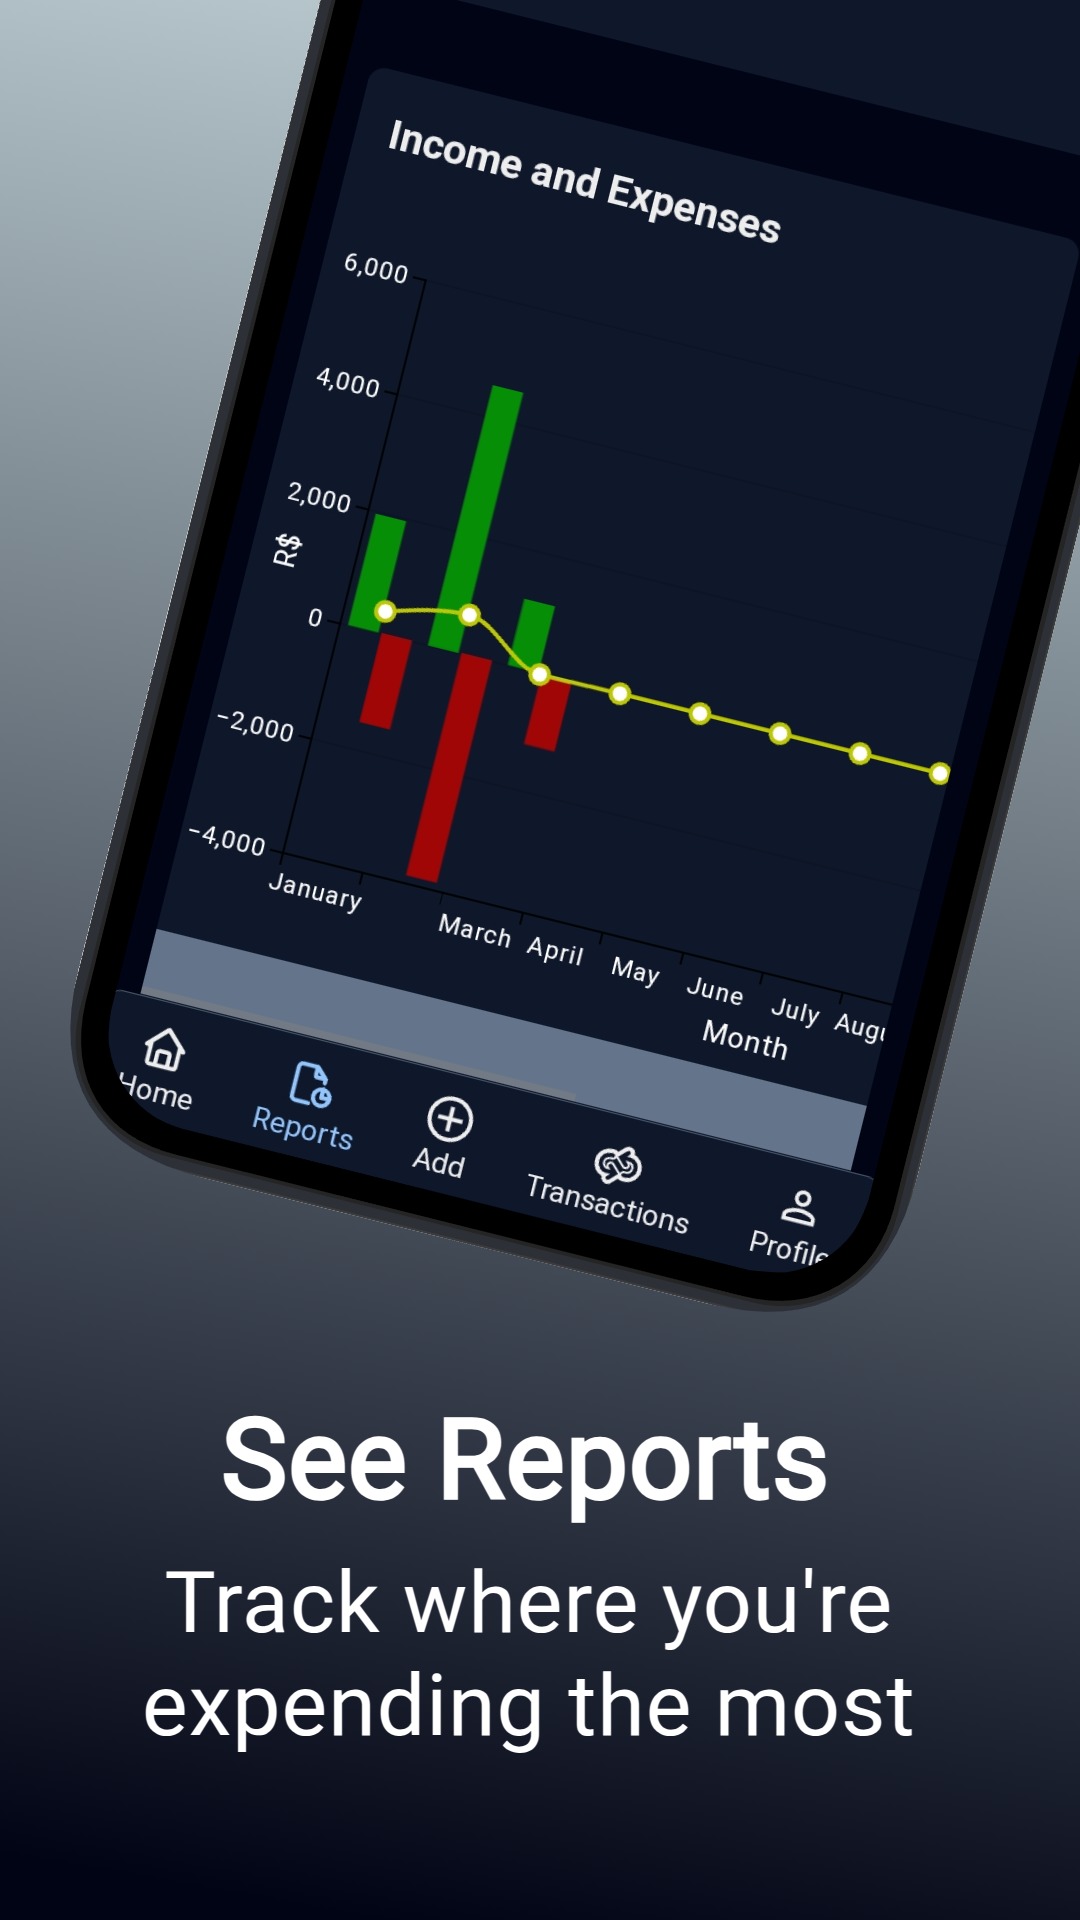 Income and Expenses
6,000
4,000
2,000
R$
0
−2,000
−4,000
January
March
April
May
June
July
Augu
Month
Home
Reports
Add
Transactions
Profile
See Reports
Track where you're
expending the most